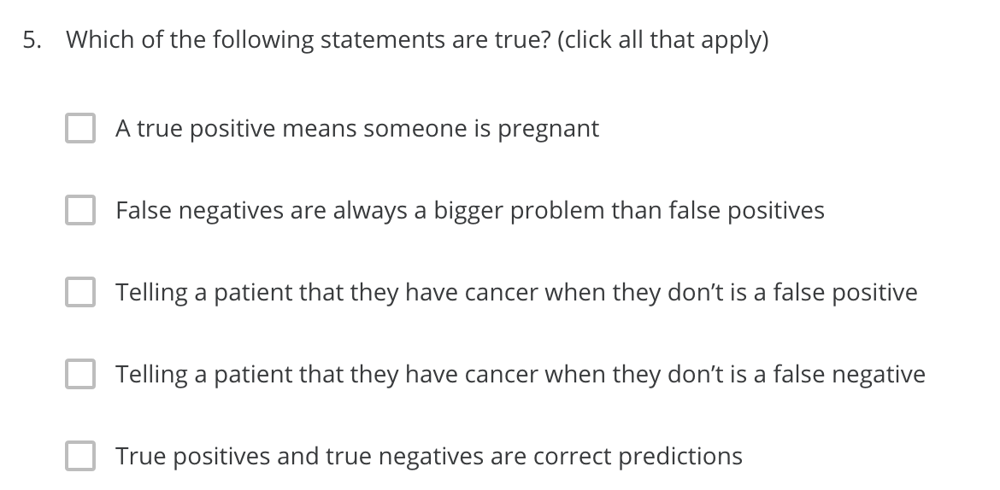 5. Which of the following statements are true? (click all that apply)
A true positive means someone is pregnant
False negatives are always a bigger problem than false positives
Telling a patient that they have cancer when they don’t is a false positive
Telling a patient that they have cancer when they don’t is a false negative
True positives and true negatives are correct predictions